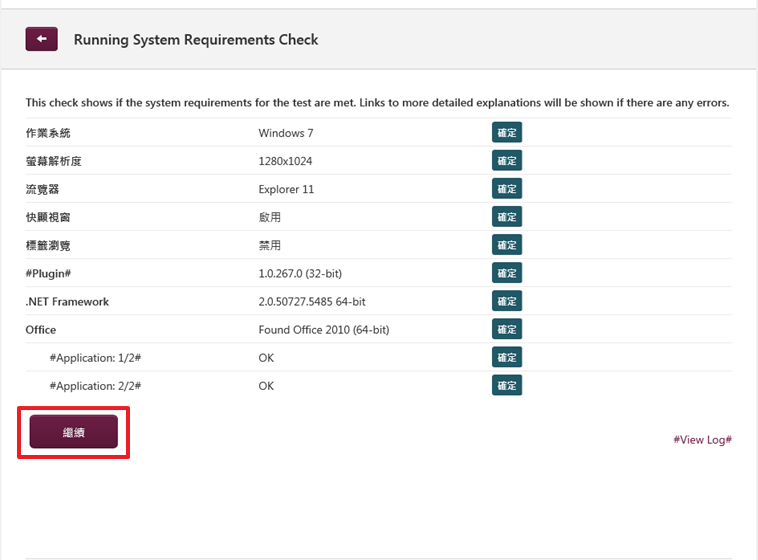 Running System Requirements Check
This check shows if the system requirements for the test are met. Links to more detailed explanations will be shown if there are any errors.
作業系統 Windows 7 確定
螢幕解析度 1280x1024 確定
流覽器 Explorer 11 確定
快顯視窗 啟用 確定
標籤瀏覽 禁用 確定
#Plugin# 1.0.267.0 (32-bit) 確定
.NET Framework 2.0.50727.5485 64-bit 確定
Office Found Office 2010 (64-bit) 確定
#Application: 1/2# OK 確定
#Application: 2/2# OK 確定
繼續
#View Log#